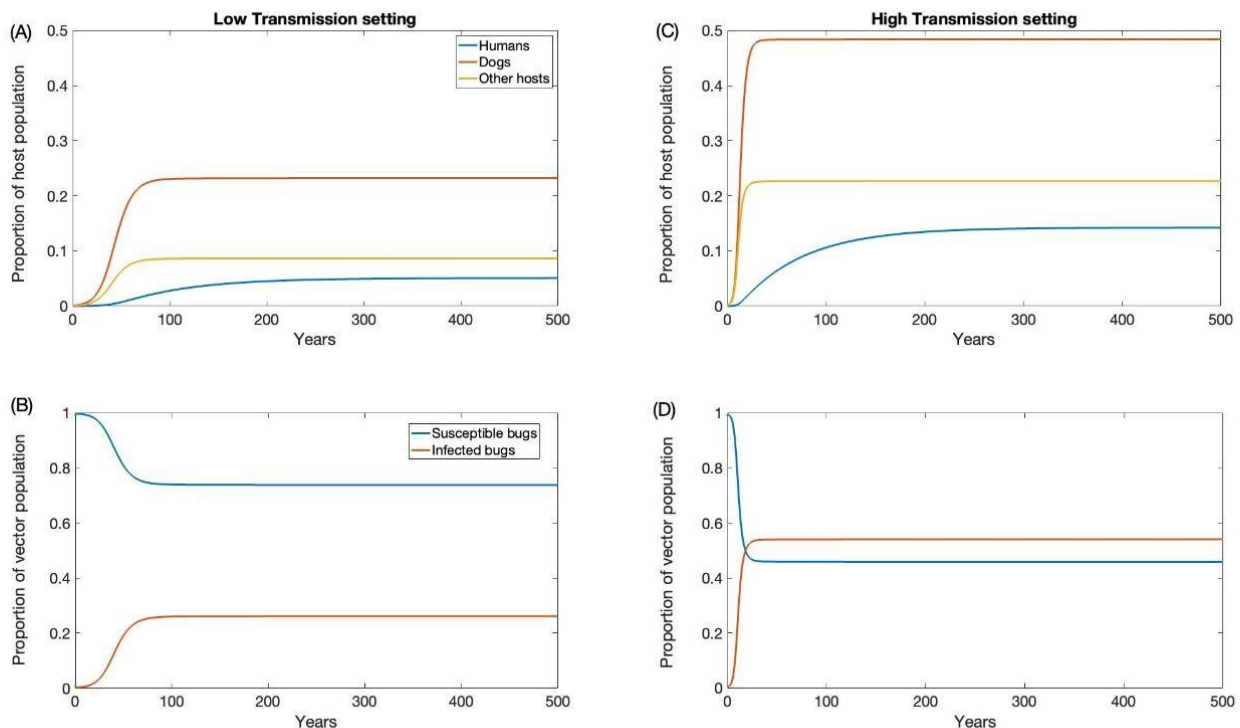 Low Transmission setting
(A)
0.5
0.4
0.3
0.2
0.1
0
Proportion of host population
Humans
Dogs
Other hosts
0 100 200 300 400 500
Years
High Transmission setting
(C)
0.5
0.4
0.3
0.2
0.1
0
Proportion of host population
0 100 200 300 400 500
Years
(B)
1
0.8
0.6
0.4
0.2
0
Proportion of vector population
Susceptible bugs
Infected bugs
0 100 200 300 400 500
Years
(D)
1
0.8
0.6
0.4
0.2
0
Proportion of vector population
0 100 200 300 400 500
Years